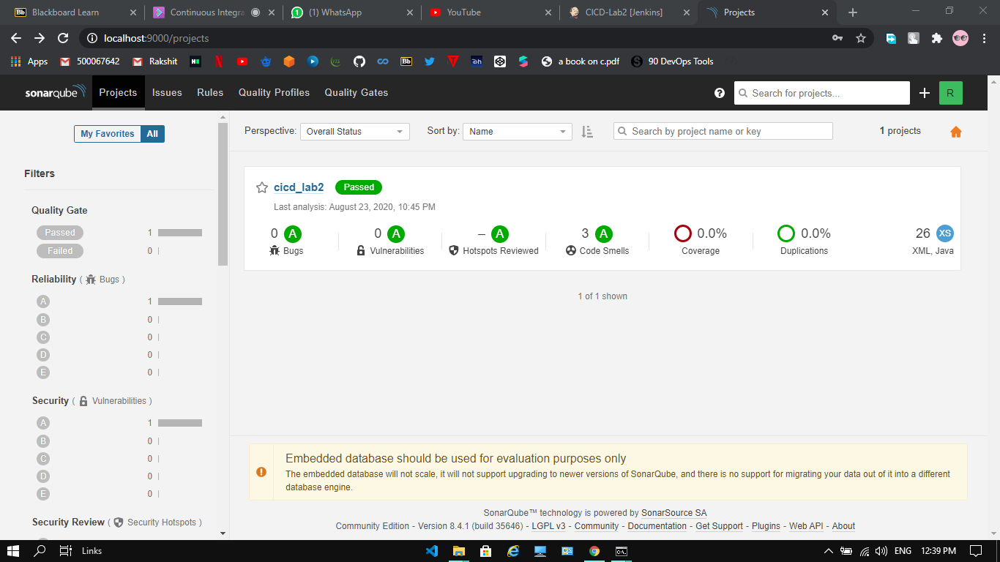 Blackboard Learn
Continuous Integra
(1) WhatsApp
YouTube
CICD-Lab2 [Jenkins]
Projects
localhost:9000/projects
Apps
500067642
Rakshit
a book on c.pdf
90 DevOps Tools
sonarqube
Projects
Issues
Rules
Quality Profiles
Quality Gates
Search for projects...
R
My Favorites
All
Perspective:
Overall Status
Sort by:
Name
Search by project name or key
1 projects
Filters
Quality Gate
Passed 1
Failed 0
Reliability ( Bugs )
A 1
B 0
C 0
D 0
E 0
Security ( Vulnerabilities )
A 1
B 0
C 0
D 0
E 0
Security Review ( Security Hotspots )
cicd_lab2 Passed
Last analysis: August 23, 2020, 10:45 PM
0 A
Bugs
0 A
Vulnerabilities
– A
Hotspots Reviewed
3 A
Code Smells
0.0%
Coverage
0.0%
Duplications
26 XS
XML, Java
1 of 1 shown
Embedded database should be used for evaluation purposes only
The embedded database will not scale, it will not support upgrading to newer versions of SonarQube, and there is no support for migrating your data out of it into a different
database engine.
SonarQube™ technology is powered by SonarSource SA
Community Edition - Version 8.4.1 (build 35646) - LGPL v3 - Community - Documentation - Get Support - Plugins - Web API - About
Links
ENG
12:39 PM